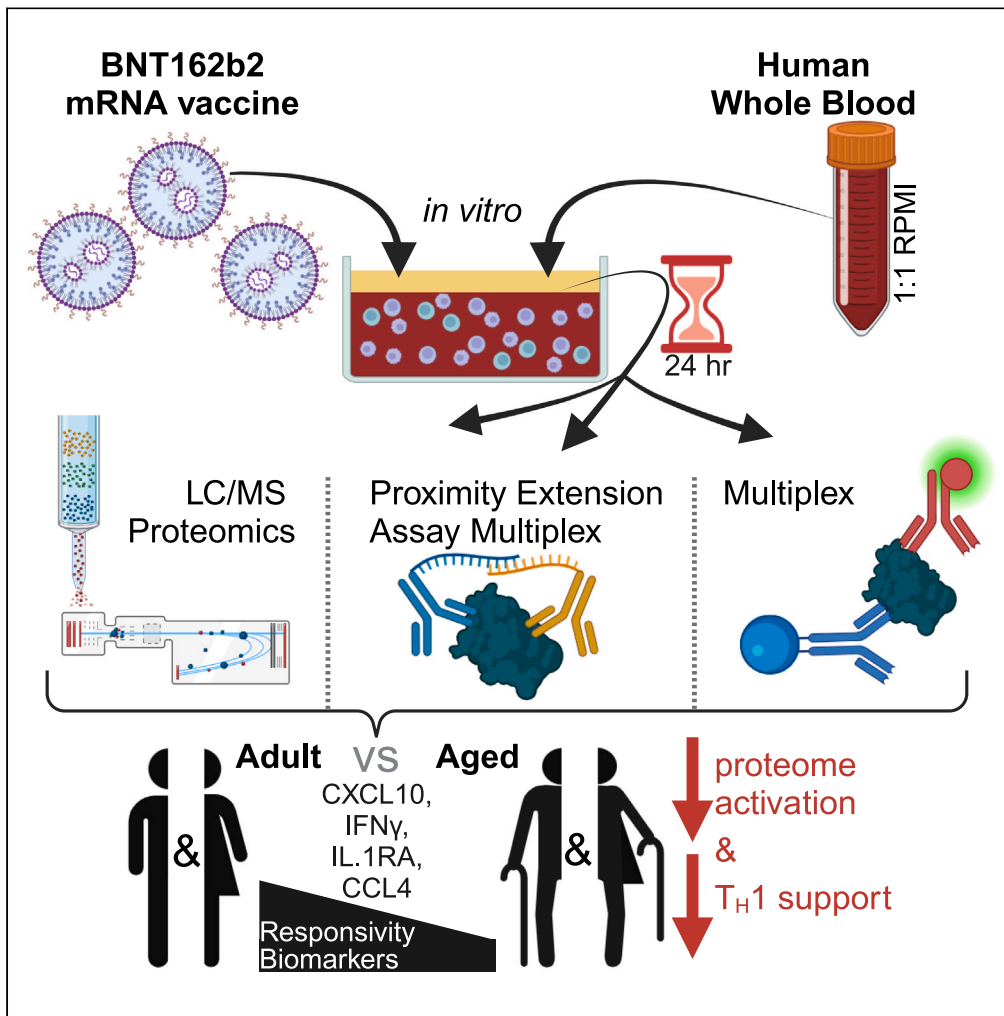 BNT162b2
mRNA vaccine
Human
Whole Blood
in vitro
1:1 RPMI
24 hr
LC/MS
Proteomics
Proximity Extension
Assay Multiplex
Multiplex
Adult vs Aged
CXCL10,
IFNγ,
IL.1RA,
CCL4
&
&
Responsivity
Biomarkers
proteome
activation
&
TH1 support